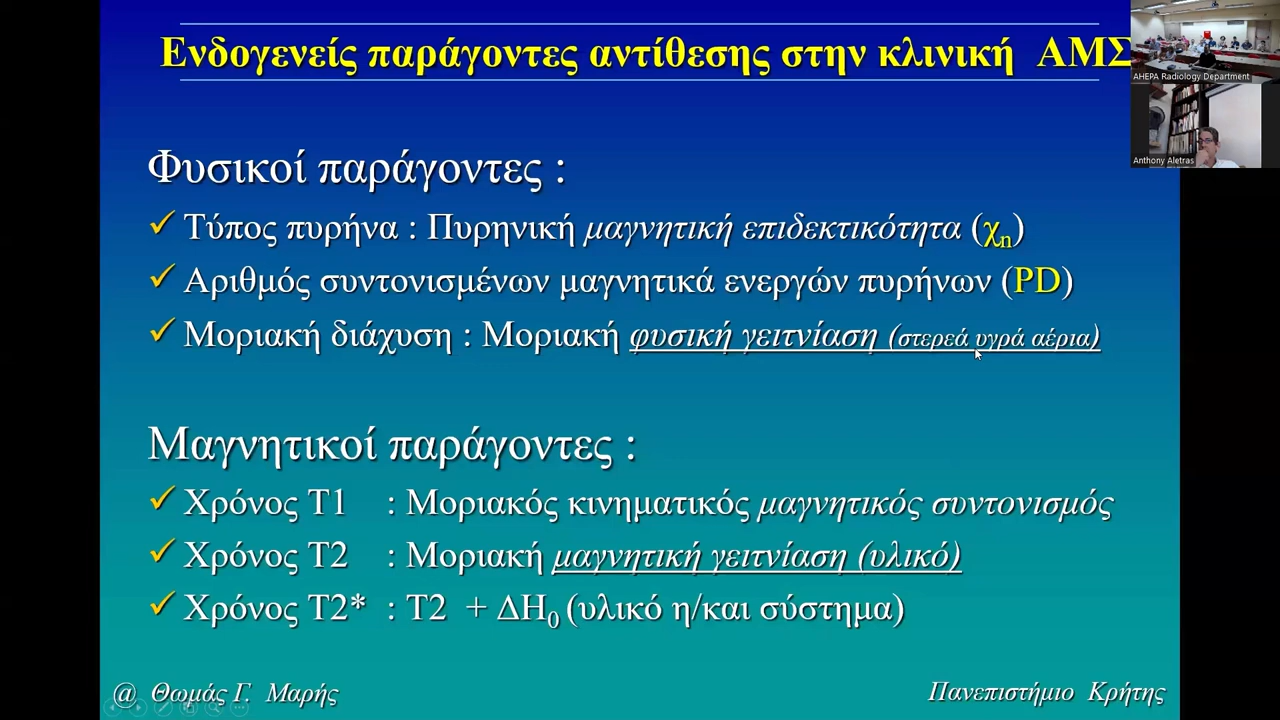 Ενδογενείς παράγοντες αντίθεσης στην κλινική ΑΜΣ
AHEPA Radiology Department
Anthony Aletras
Φυσικοί παράγοντες :
✓ Τύπος πυρήνα : Πυρηνική μαγνητική επιδεκτικότητα (χn)
✓ Αριθμός συντονισμένων μαγνητικά ενεργών πυρήνων (PD)
✓ Μοριακή διάχυση : Μοριακή φυσική γειτνίαση (στερεά υγρά αέρια)
Μαγνητικοί παράγοντες :
✓ Χρόνος Τ1 : Μοριακός κινηματικός μαγνητικός συντονισμός
✓ Χρόνος Τ2 : Μοριακή μαγνητική γειτνίαση (υλικό)
✓ Χρόνος Τ2* : Τ2 + ΔΗ0 (υλικό η/και σύστημα)
@ Θωμάς Γ. Μαρής
Πανεπιστήμιο Κρήτης